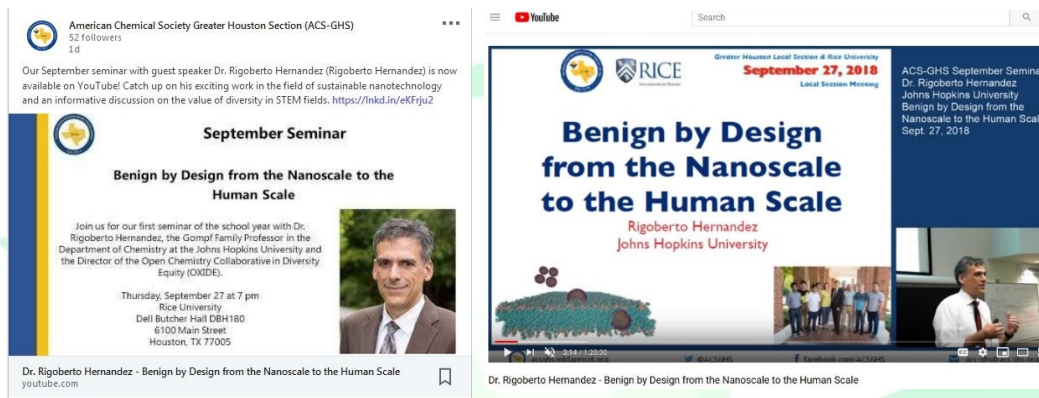 American Chemical Society Greater Houston Section (ACS-GHS)
52 followers
1d
Our September seminar with guest speaker Dr. Rigoberto Hernandez (Rigoberto Hernandez) is now
available on YouTube! Catch up on his exciting work in the field of sustainable nanotechnology
and an informative discussion on the value of diversity in STEM fields. https://lnkd.in/eKFrju2
September Seminar
Benign by Design from the Nanoscale to the
Human Scale
Join us for our first seminar of the school year with Dr.
Rigoberto Hernandez, the Gompf Family Professor in the
Department of Chemistry at the Johns Hopkins University and
the Director of the Open Chemistry Collaborative in Diversity
Equity (OXIDE).
Thursday, September 27 at 7 pm
Rice University
Dell Butcher Hall DBH180
6100 Main Street
Houston, TX 77005
Dr. Rigoberto Hernandez - Benign by Design from the Nanoscale to the Human Scale
youtube.com
YouTube
Search
RICE
Greater Houston Local Section & Rice University
September 27, 2018
Local Section Meeting
Benign by Design
from the Nanoscale
to the Human Scale
Rigoberto Hernandez
Johns Hopkins University
ACS-GHS September Semina
Dr. Rigoberto Hernandez
Johns Hopkins University
Benign by Design from the
Nanoscale to the Human Scal
Sept. 27, 2018
3:14 / 1:20:30
@ACSGHS
facebook.com/ACSGHS
Dr. Rigoberto Hernandez - Benign by Design from the Nanoscale to the Human Scale